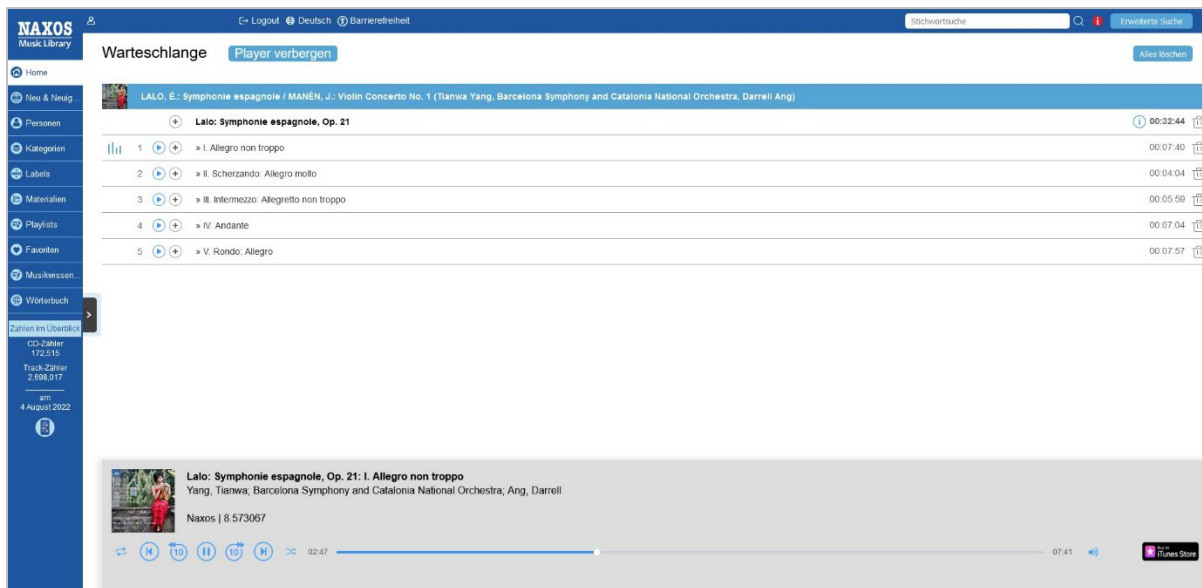 NAXOS
Music Library
Logout Deutsch Barrierefreiheit
Stichwortsuche
Erweiterte Suche
Home
Neu & Neuig...
Personen
Kategorien
Labels
Materialien
Playlists
Favoriten
Musikwissen...
Wörterbuch
Zahlen im Überblick
CD-Zähler
172,515
Track-Zähler
2,698,017
am
4 August 2022
Warteschlange Player verbergen Alles löschen
LALO, É.: Symphonie espagnole / MANÉN, J.: Violin Concerto No. 1 (Tianwa Yang, Barcelona Symphony and Catalonia National Orchestra, Darrell Ang)
Lalo: Symphonie espagnole, Op. 21 00:32:44
1 » I. Allegro non troppo 00:07:40
2 » II. Scherzando: Allegro molto 00:04:04
3 » III. Intermezzo: Allegretto non troppo 00:05:59
4 » IV. Andante 00:07:04
5 » V. Rondo: Allegro 00:07:57
Lalo: Symphonie espagnole, Op. 21: I. Allegro non troppo
Yang, Tianwa; Barcelona Symphony and Catalonia National Orchestra; Ang, Darrell
Naxos | 8.573067
10 10 02:47 07:41
iTunes Store